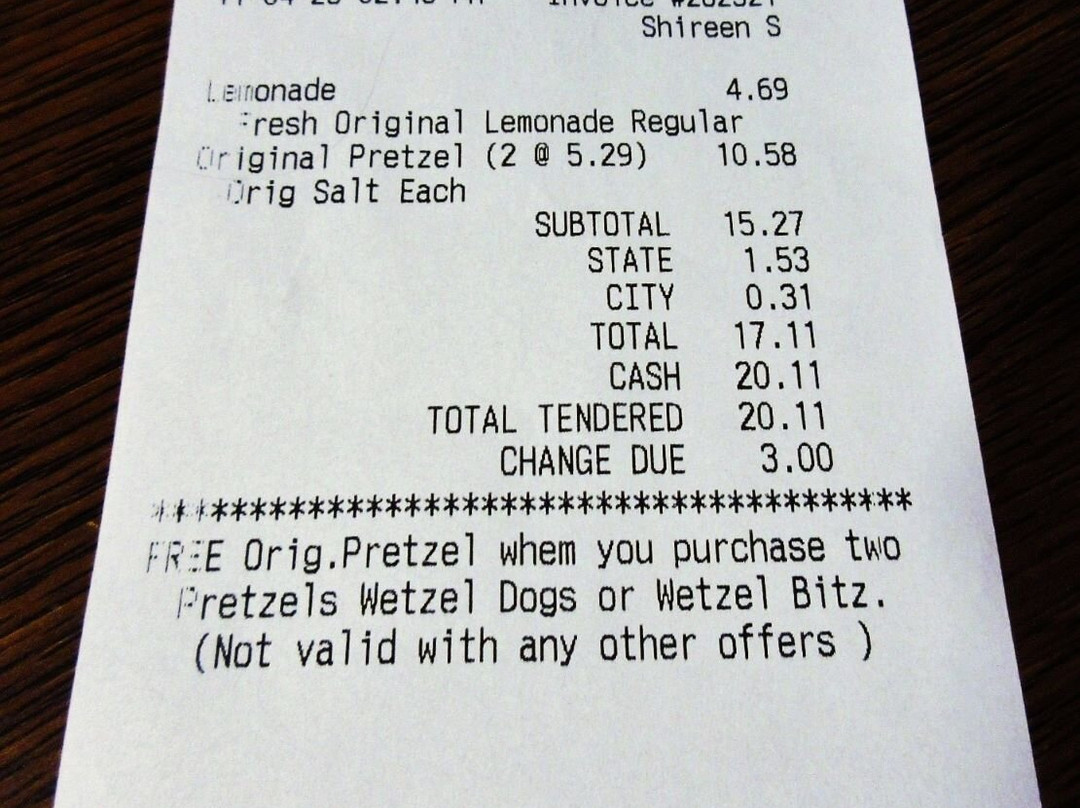 Shireen S
Lemonade 4.69
Fresh Original Lemonade Regular
Original Pretzel (2 @ 5.29) 10.58
Orig Salt Each
SUBTOTAL 15.27
STATE 1.53
CITY 0.31
TOTAL 17.11
CASH 20.11
TOTAL TENDERED 20.11
CHANGE DUE 3.00
****************************************
FREE Orig.Pretzel whem you purchase two
Pretzels Wetzel Dogs or Wetzel Bitz.
(Not valid with any other offers )